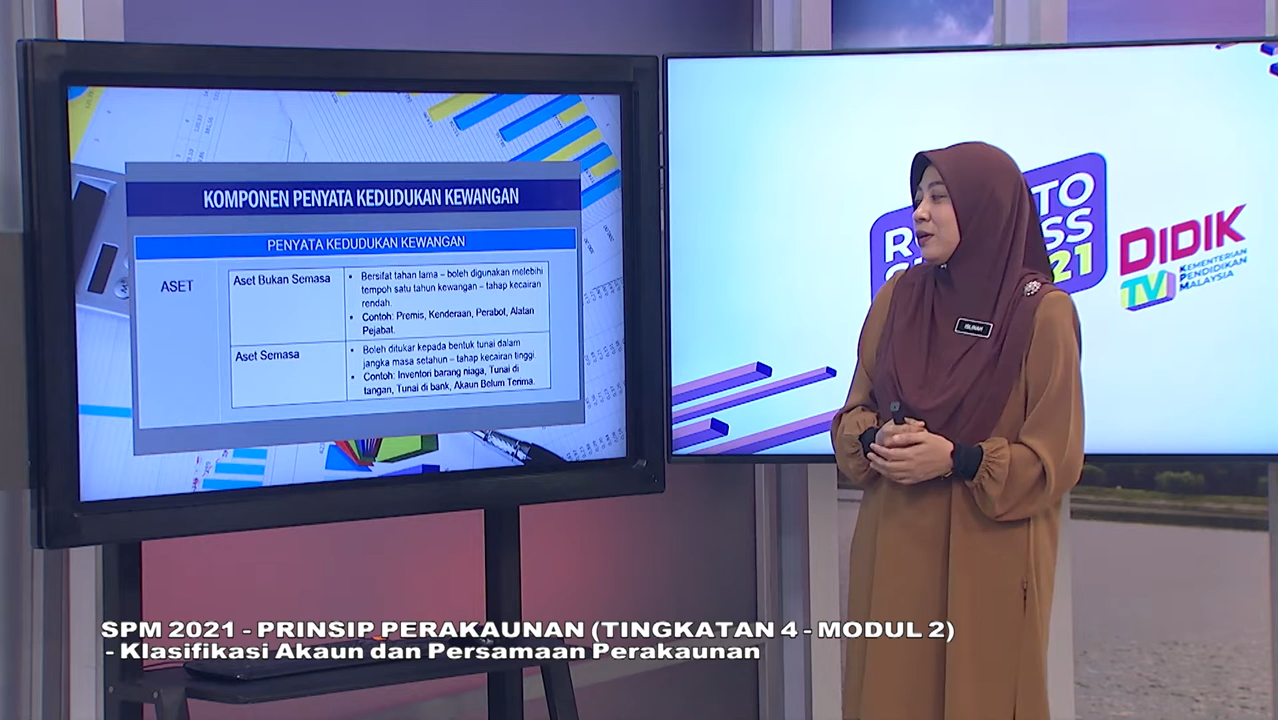 KOMPONEN PENYATA KEDUDUKAN KEWANGAN
PENYATA KEDUDUKAN KEWANGAN
ASET
Aset Bukan Semasa
• Bersifat tahan lama – boleh digunakan melebihi
tempoh satu tahun kewangan – tahap kecairan
rendah.
• Contoh: Premis, Kenderaan, Perabot, Alatan
Pejabat.
Aset Semasa
• Boleh ditukar kepada bentuk tunai dalam
jangka masa setahun – tahap kecairan tinggi.
• Contoh: Inventori barang niaga, Tunai di
tangan, Tunai di bank, Akaun Belum Terima.
TO
SS
21
DIDIK
TV
KEMENTERIAN
PENDIDIKAN
MALAYSIA
SPM 2021 - PRINSIP PERAKAUNAN (TINGKATAN 4 - MODUL 2)
- Klasifikasi Akaun dan Persamaan Perakaunan